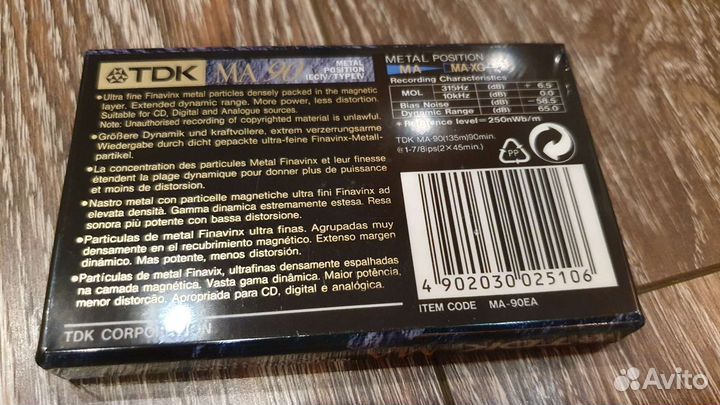 TDK MA 90 METAL
POSITION
IECIV/TYPEIV
• Ultra fine Finavinx metal particles densely packed in the magnetic
layer. Extended dynamic range. More power, less distortion.
Suitable for CD, Digital and Analogue sources.
Note: Unauthorised recording of copyrighted material is unlawful.
• Größere Dynamik und kraftvollere, extrem verzerrungsarme
Wiedergabe durch dicht gepackte ultra-feine Finavinx-Metall-
partikel.
• La concentration des particules Metal Finavinx et leur finesse
étendent la plage dynamique pour donner plus de puissance
et moins de distorsion.
• Nastro metal con particelle magnetiche ultra fini Finavinx ad
elevata densità. Gamma dinamica estremamente estesa. Resa
sonora più potente con bassa distorsione.
• Particulas de metal Finavinx ultra finas. Agrupadas muy
densamente en el recubrimiento magnético. Extenso margen
dinámico. Mas potente, menos distorsión.
• Partículas de metal Finavix, ultrafinas densamente espalhadas
na camada magnética. Vasta gama dinâmica. Maior potência,
menor distorção. Apropriada para CD, digital e analógica.
TDK CORPORATION
METAL POSITION
MA MA-XG
Recording Characteristics
MOL 315Hz (dB) + 6.5
10kHz (dB) 0.0
Bias Noise (dB) – 58.5
Dynamic Range (dB) 65.0
• Reference level = 250nWb/m
TDK MA-90(135m)90min.
@1-7/8ips(2×45min.)
PP
4 902030 025106
ITEM CODE MA-90EA
Avito